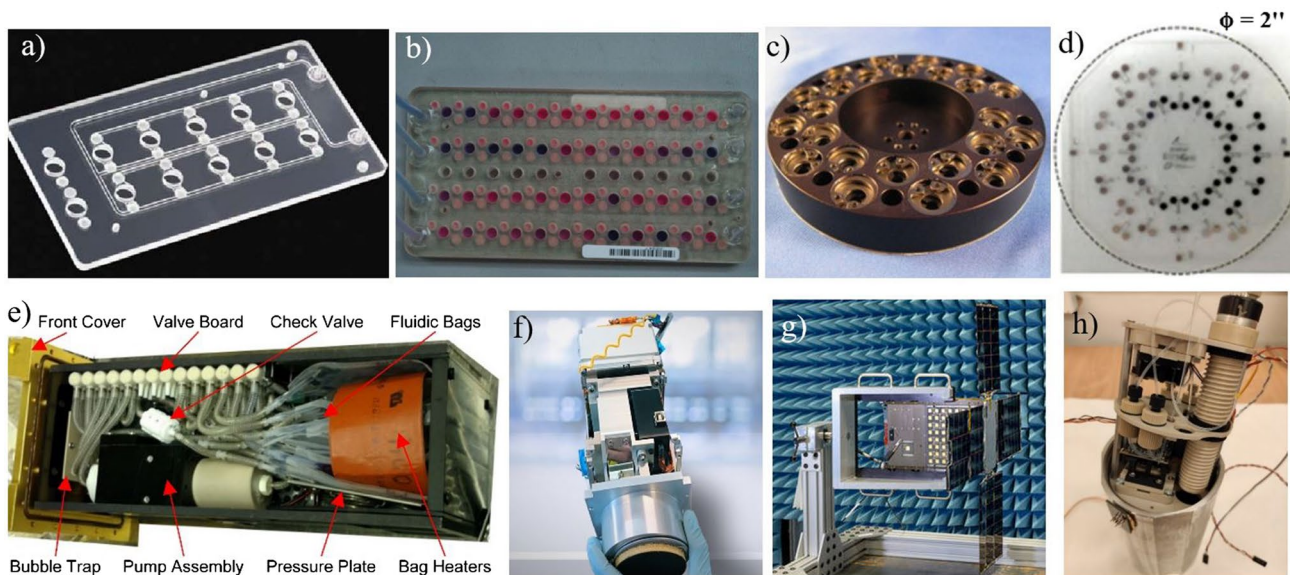 a)
b)
c)
d)
ϕ = 2"
e)
Front Cover
Valve Board
Check Valve
Fluidic Bags
Bubble Trap
Pump Assembly
Pressure Plate
Bag Heaters
f)
g)
h)